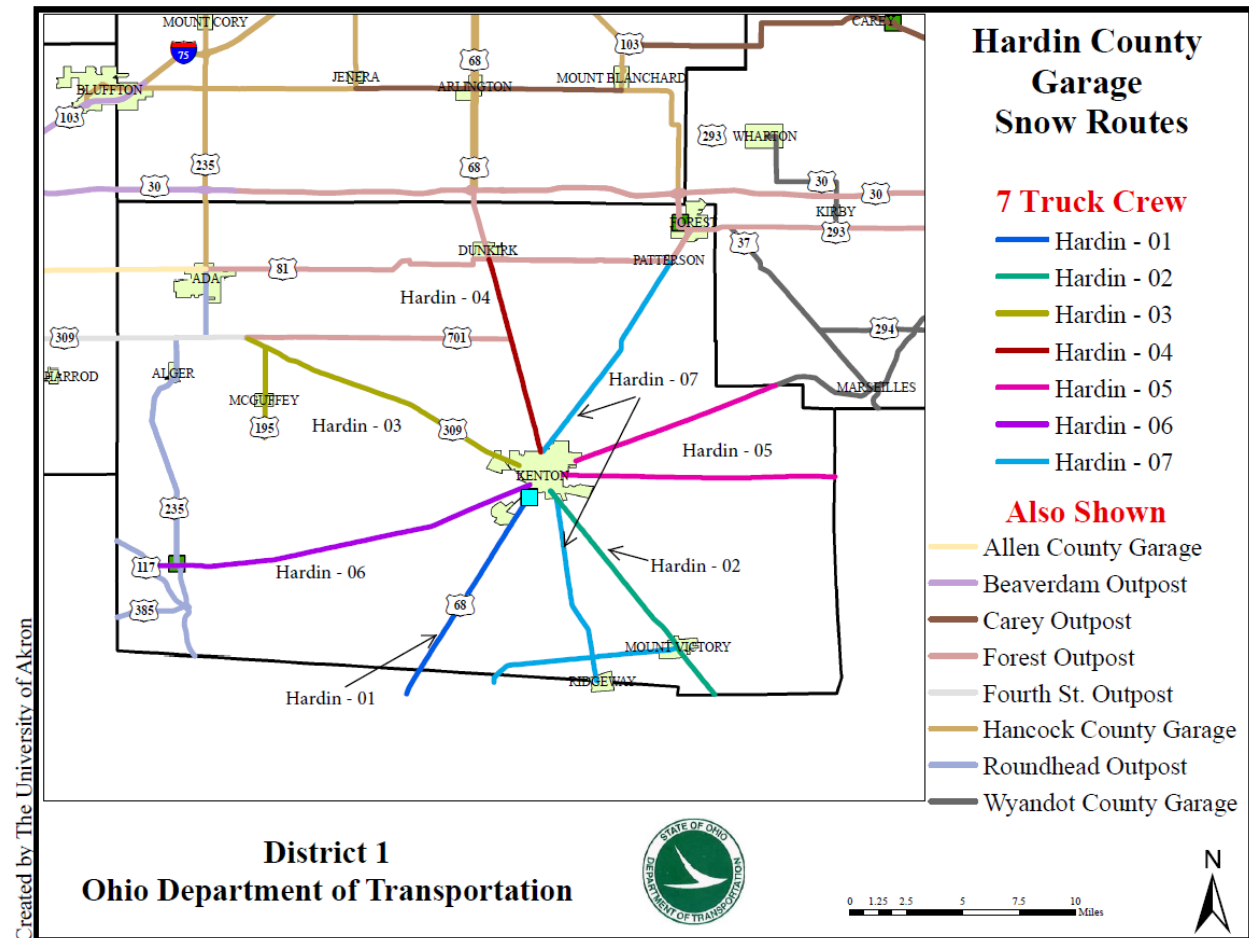 Hardin County
Garage
Snow Routes
7 Truck Crew
Hardin - 01
Hardin - 02
Hardin - 03
Hardin - 04
Hardin - 05
Hardin - 06
Hardin - 07
Also Shown
Allen County Garage
Beaverdam Outpost
Carey Outpost
Forest Outpost
Fourth St. Outpost
Hancock County Garage
Roundhead Outpost
Wyandot County Garage
MOUNT CORY
CAREY
75
68
103
JENERA
ARLINGTON
MOUNT BLANCHARD
BLUFFTON
103
293
WHARTON
235
68
30
30
30
KIRBY
FOREST
293
37
DUNKIRK
PATTERSON
81
ADA
Hardin - 04
309
701
294
HARROD
ALGER
Hardin - 07
MARSEILLES
MCGUFFEY
195
Hardin - 03
309
Hardin - 05
KENTON
235
117
Hardin - 06
Hardin - 02
385
68
MOUNT VICTORY
RIDGEWAY
Hardin - 01
District 1
Ohio Department of Transportation
STATE OF OHIO
DEPARTMENT OF TRANSPORTATION
0 1.25 2.5 5 7.5 10
Miles
N
Created by The University of Akron